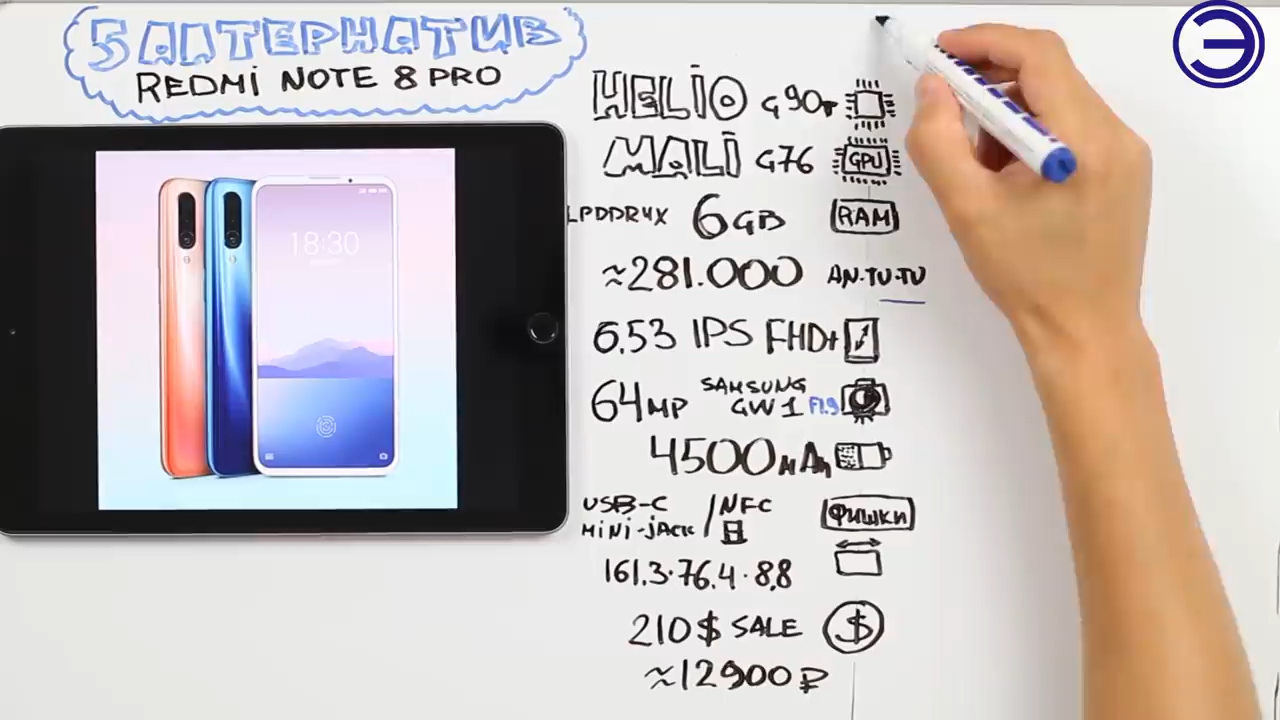 5 АЛТЕРНАТИВ
REDMI NOTE 8 PRO
Э
18:30
HELIO G90T
MALI G76 GPU
LPDDR4X 6GB RAM
≈281.000 AN-TU-TU
6.53 IPS FHD+
64MP SAMSUNG GW1 F1.9
4500мАч
USB-C / NFC ФИШКИ
MINI-JACK
161.3·76.4·8,8
210$ SALE $
≈12900₽